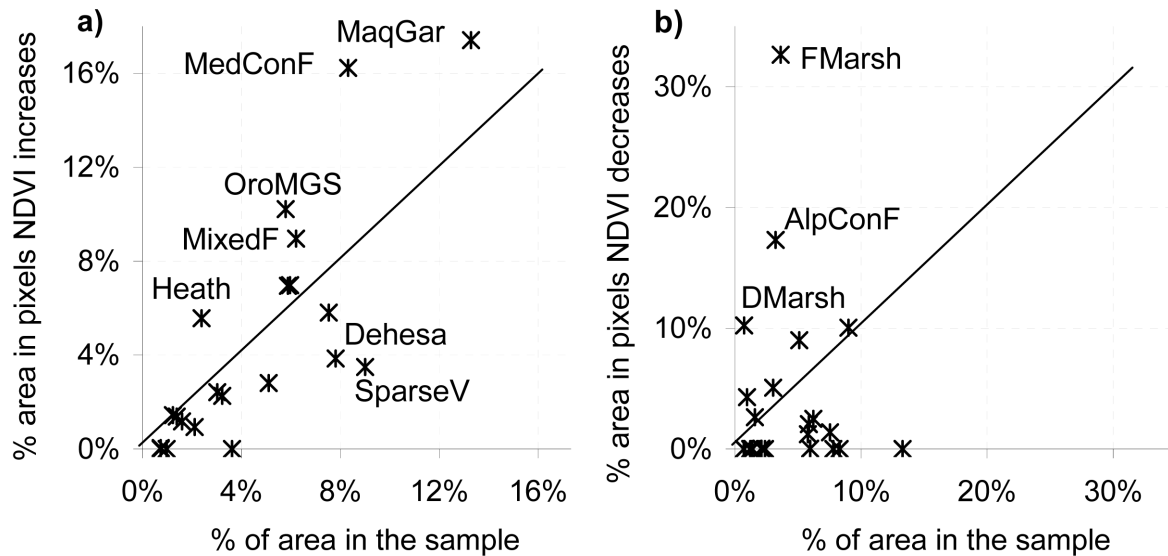 a)
% area in pixels NDVI increases
16%
12%
8%
4%
0%
MaqGar
MedConF
OroMGS
MixedF
Heath
Dehesa
SparseV
0% 4% 8% 12% 16%
% of area in the sample
b)
% area in pixels NDVI decreases
30%
20%
10%
0%
FMarsh
AlpConF
DMarsh
0% 10% 20% 30%
% of area in the sample